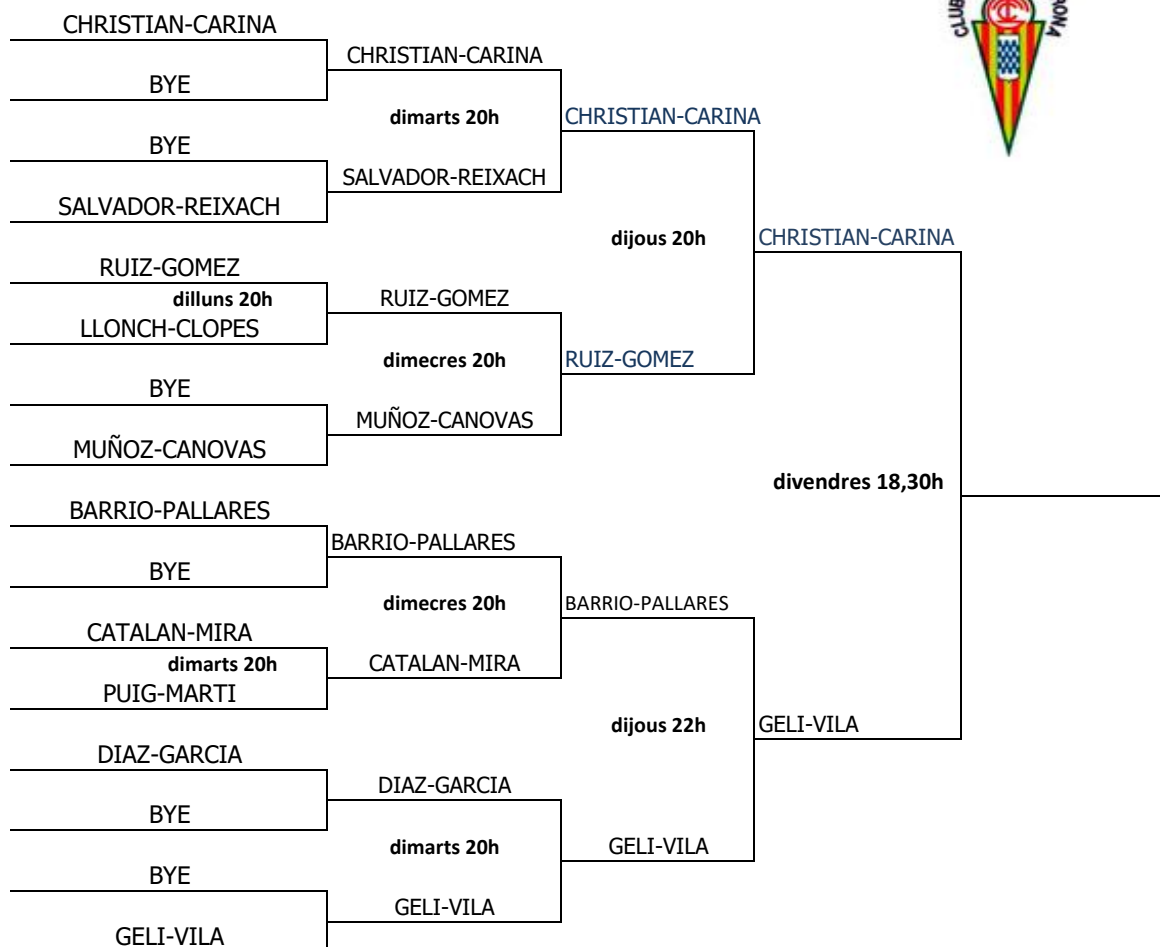 CHRISTIAN-CARINA
BYE
BYE
SALVADOR-REIXACH
RUIZ-GOMEZ
dilluns 20h
LLONCH-CLOPES
BYE
MUÑOZ-CANOVAS
BARRIO-PALLARES
BYE
CATALAN-MIRA
dimarts 20h
PUIG-MARTI
DIAZ-GARCIA
BYE
BYE
GELI-VILA
CHRISTIAN-CARINA
dimarts 20h
SALVADOR-REIXACH
RUIZ-GOMEZ
dimecres 20h
MUÑOZ-CANOVAS
BARRIO-PALLARES
dimecres 20h
CATALAN-MIRA
DIAZ-GARCIA
dimarts 20h
GELI-VILA
CHRISTIAN-CARINA
dijous 20h
RUIZ-GOMEZ
BARRIO-PALLARES
dijous 22h
GELI-VILA
CHRISTIAN-CARINA
divendres 18,30h
GELI-VILA
CLUB